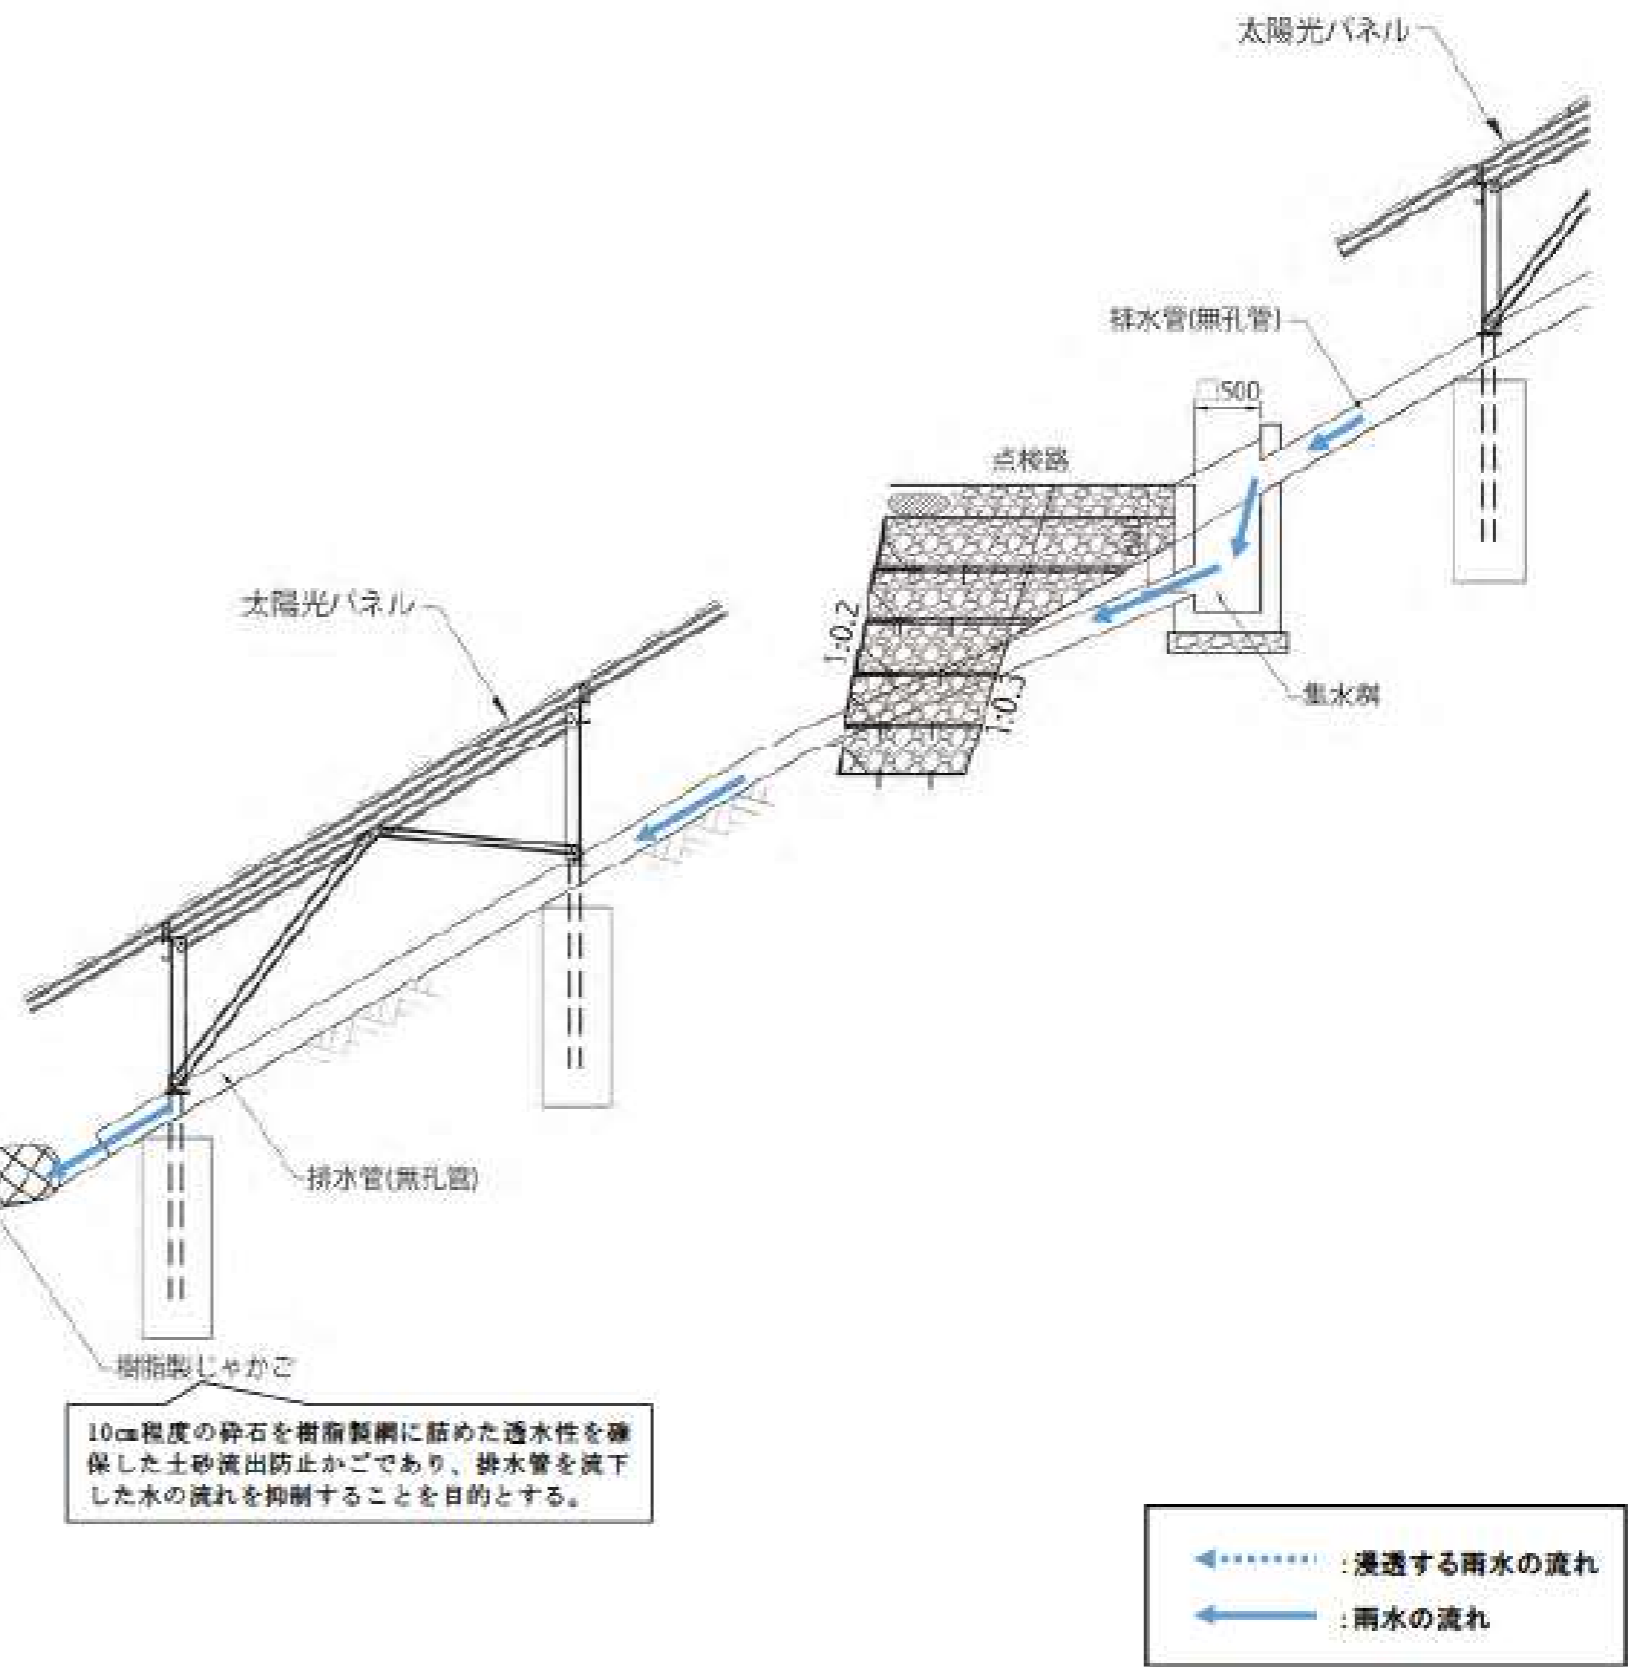 太陽光パネル
排水管(無孔管)
□500
点検路
太陽光パネル
1:0.2
1:0.3
集水桝
排水管(無孔管)
樹脂製じゃかご
10㎝程度の砕石を樹脂製網に詰めた透水性を確
保した土砂流出防止かごであり、排水管を流下
した水の流れを抑制することを目的とする。
:浸透する雨水の流れ
:雨水の流れ